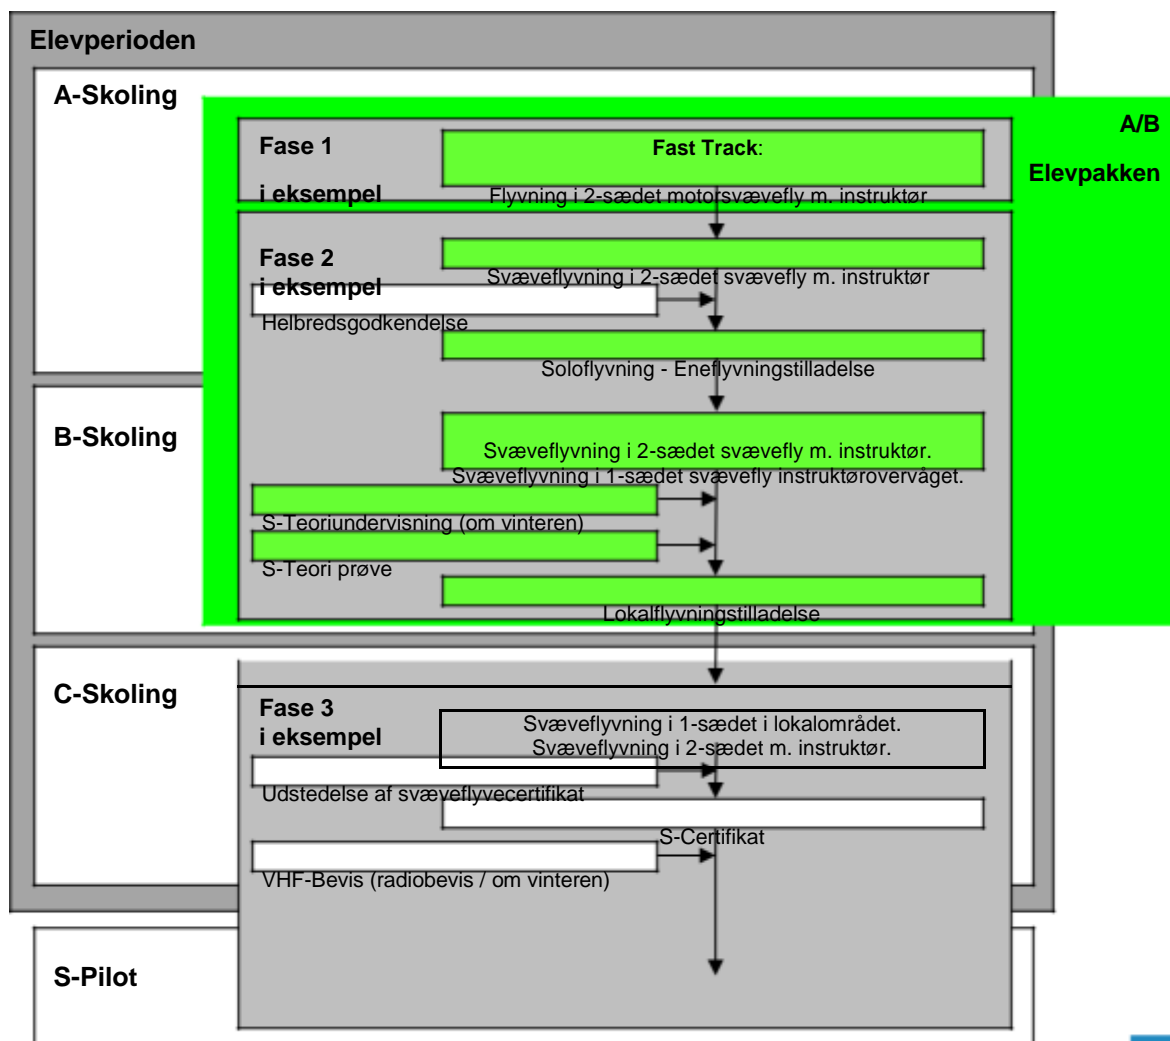 Elevperioden
A-Skoling
A/B
Elevpakken
Fase 1
i eksempel
Fast Track:
Flyvning i 2-sædet motorsvævefly m. instruktør
Fase 2
i eksempel
Svæveflyvning i 2-sædet svævefly m. instruktør
Helbredsgodkendelse
Soloflyvning - Eneflyvningstilladelse
B-Skoling
Svæveflyvning i 2-sædet svævefly m. instruktør.
Svæveflyvning i 1-sædet svævefly instruktørovervåget.
S-Teoriundervisning (om vinteren)
S-Teori prøve
Lokalflyvningstilladelse
C-Skoling
Fase 3
i eksempel
Svæveflyvning i 1-sædet i lokalområdet.
Svæveflyvning i 2-sædet m. instruktør.
Udstedelse af svæveflyvecertifikat
S-Certifikat
VHF-Bevis (radiobevis / om vinteren)
S-Pilot